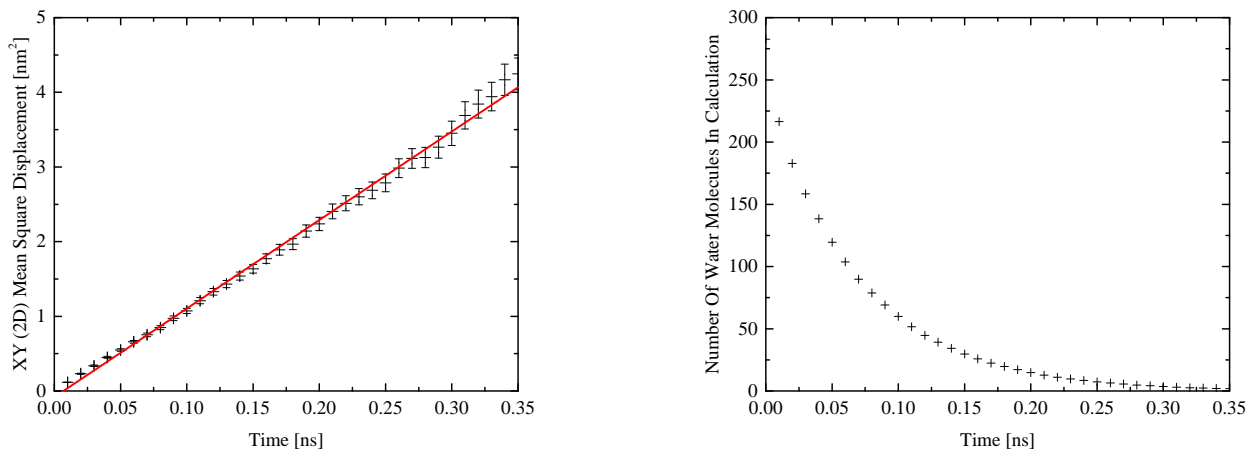 XY (2D) Mean Square Displacement [nm²]
5
4
3
2
1
0
0.00 0.05 0.10 0.15 0.20 0.25 0.30 0.35
Time [ns]
Number Of Water Molecules In Calculation
300
250
200
150
100
50
0
0.00 0.05 0.10 0.15 0.20 0.25 0.30 0.35
Time [ns]